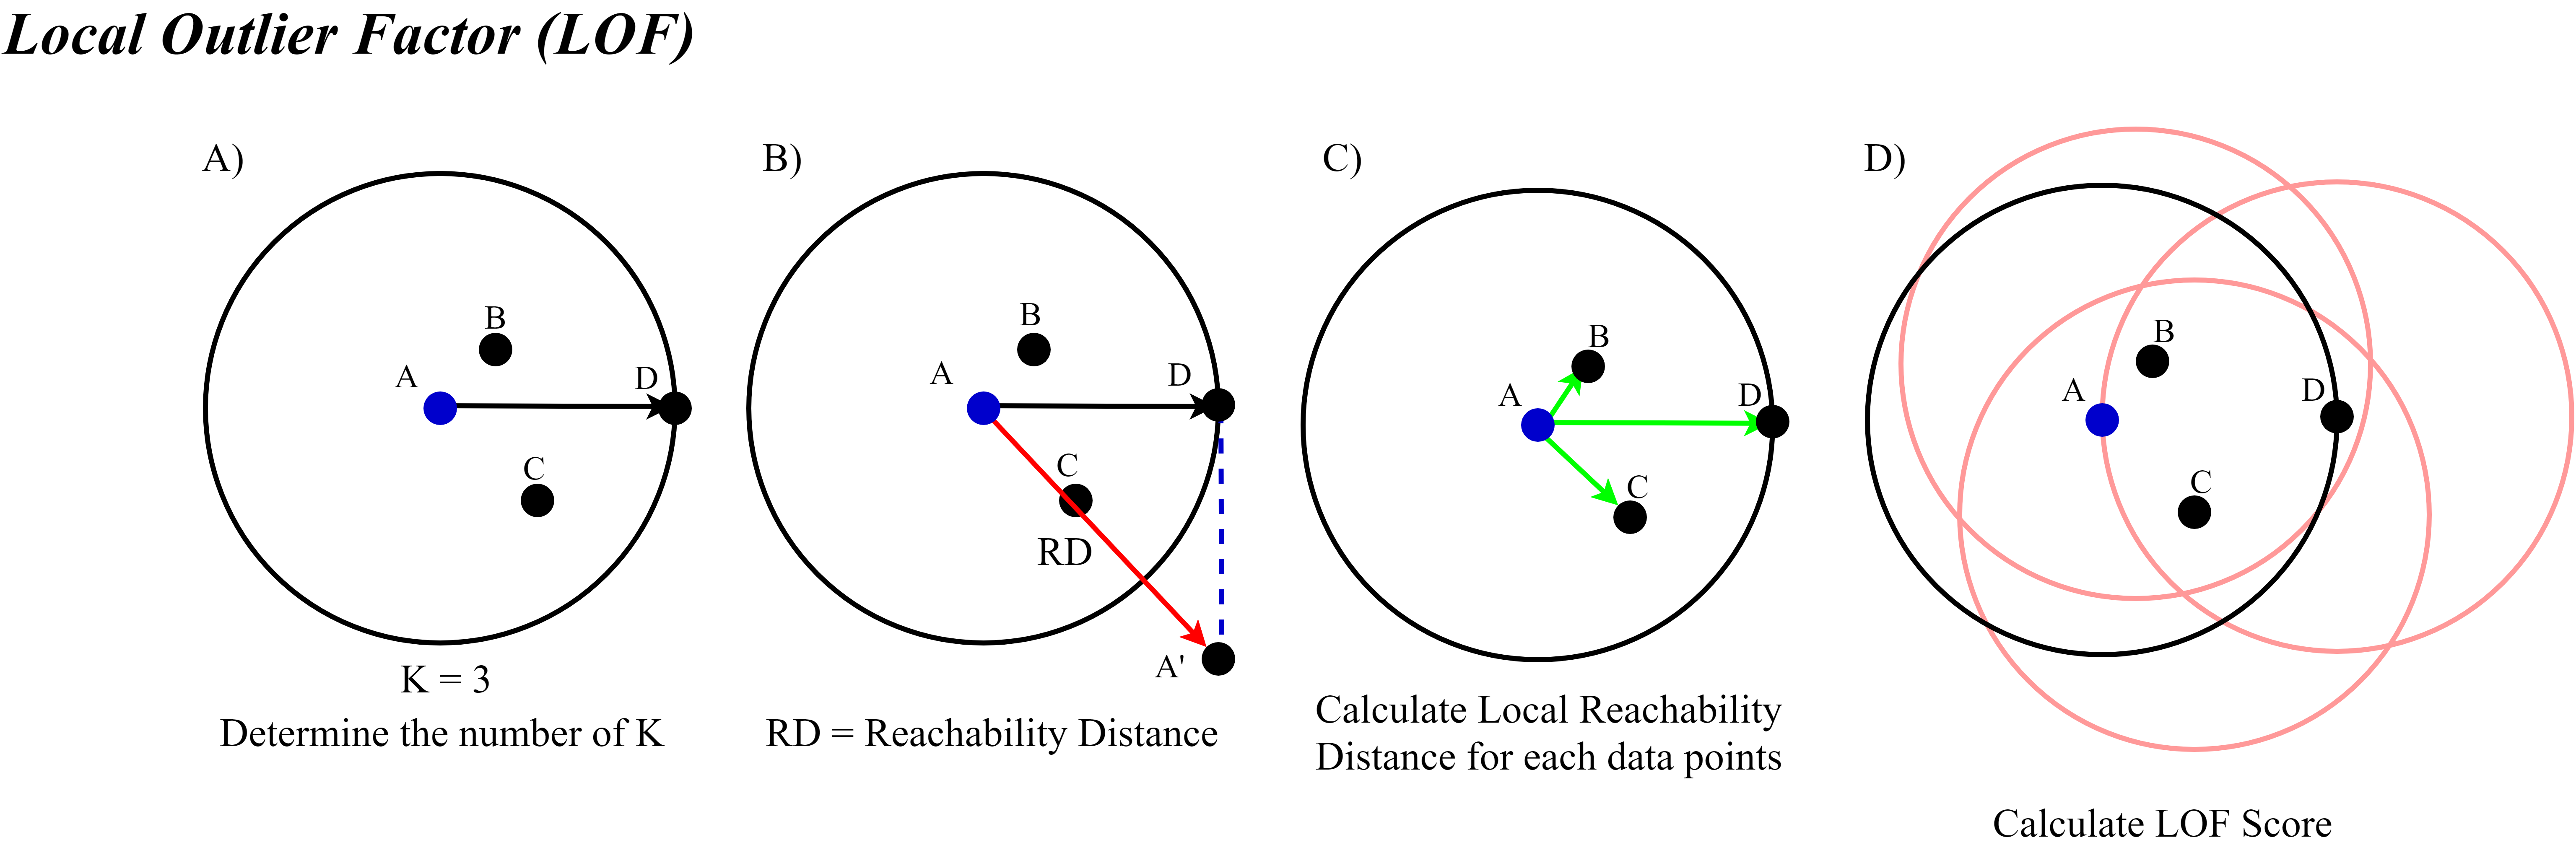 Local Outlier Factor (LOF)
A)
B
A
D
C
K = 3
Determine the number of K
B)
B
A
D
C
RD
A'
RD = Reachability Distance
C)
B
A
D
C
Calculate Local Reachability
Distance for each data points
D)
B
A
D
C
Calculate LOF Score